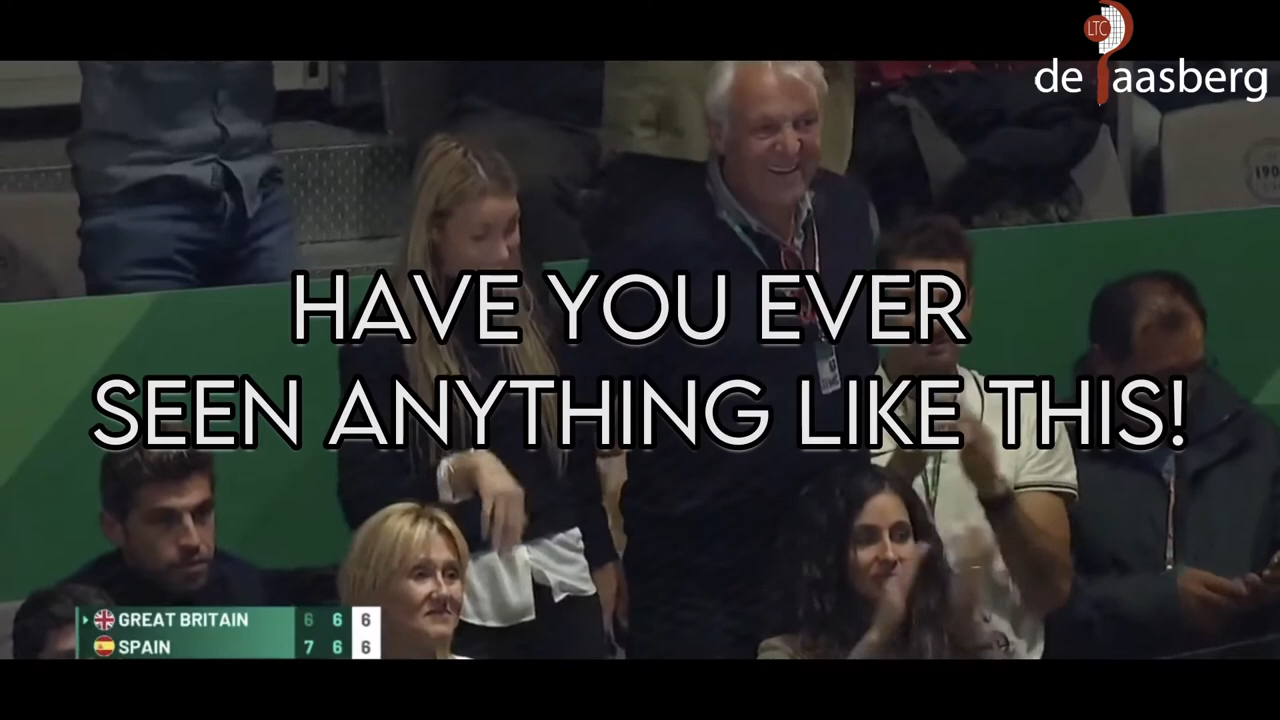 LTC
de Paasberg
190
HAVE YOU EVER
SEEN ANYTHING LIKE THIS!
GREAT BRITAIN 6 6 6
SPAIN 7 6 6